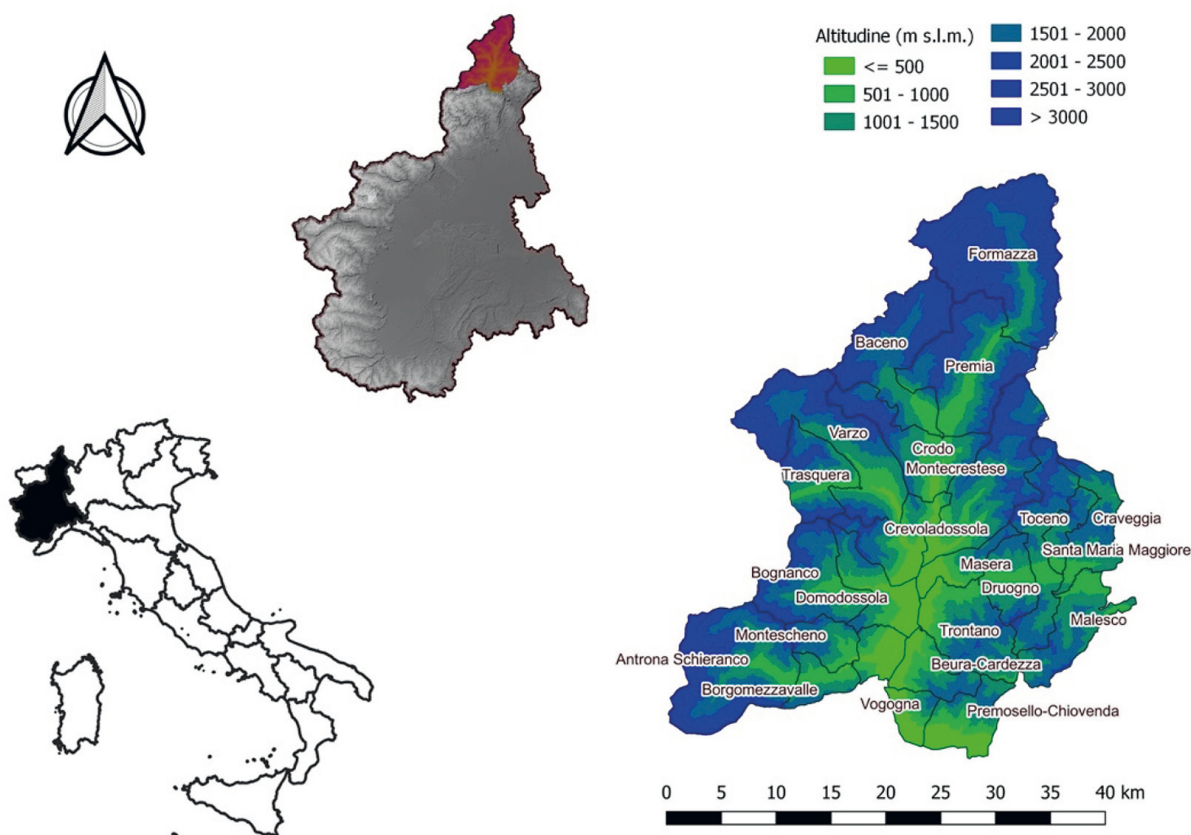 Altitudine (m s.l.m.)
<= 500
501 - 1000
1001 - 1500
1501 - 2000
2001 - 2500
2501 - 3000
> 3000
Formazza
Baceno
Premia
Varzo
Crodo
Trasquera
Montecrestese
Crevoladossola
Toceno
Craveggia
Santa Maria Maggiore
Masera
Bognanco
Druogno
Domodossola
Malesco
Trontano
Montescheno
Antrona Schieranco
Beura-Cardezza
Borgomezzavalle
Vogogna
Premosello-Chiovenda
0 5 10 15 20 25 30 35 40 km